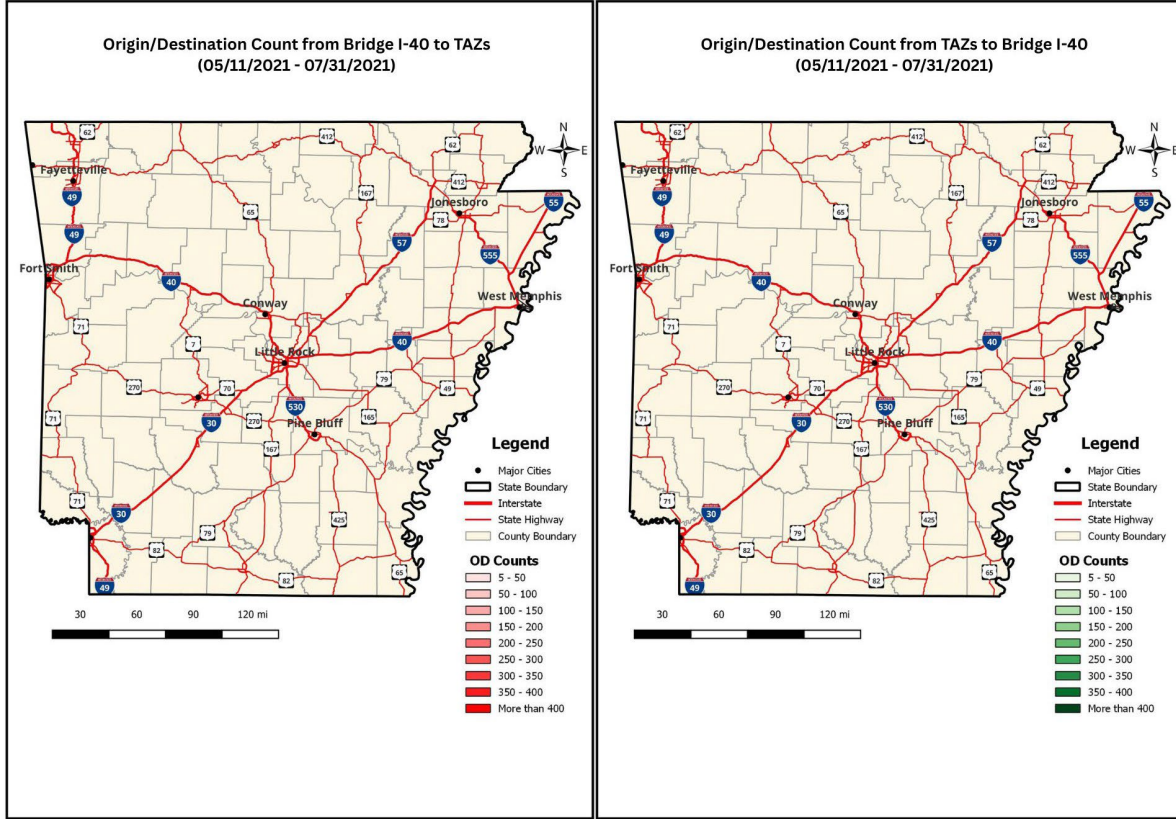 Origin/Destination Count from Bridge I-40 to TAZs
(05/11/2021 - 07/31/2021)
N
W E
S
62
412
62
Fayetteville
412
49
167
Jonesboro
55
65
78
49
57
555
Fort Smith
40
Conway
West Memphis
71
7
Little Rock
40
270
70
79
49
530
71
30
270
165
Pine Bluff
167
71
30
425
79
82
82
65
49
Legend
Major Cities
State Boundary
Interstate
State Highway
County Boundary
OD Counts
5 - 50
50 - 100
100 - 150
150 - 200
200 - 250
250 - 300
300 - 350
350 - 400
More than 400
30 60 90 120 mi
Origin/Destination Count from TAZs to Bridge I-40
(05/11/2021 - 07/31/2021)
N
W E
S
62
412
62
Fayetteville
412
49
167
Jonesboro
55
65
78
49
57
555
Fort Smith
40
Conway
West Memphis
71
7
Little Rock
40
270
70
79
49
530
71
30
270
165
Pine Bluff
167
71
30
425
79
82
82
65
49
Legend
Major Cities
State Boundary
Interstate
State Highway
County Boundary
OD Counts
5 - 50
50 - 100
100 - 150
150 - 200
200 - 250
250 - 300
300 - 350
350 - 400
More than 400
30 60 90 120 mi